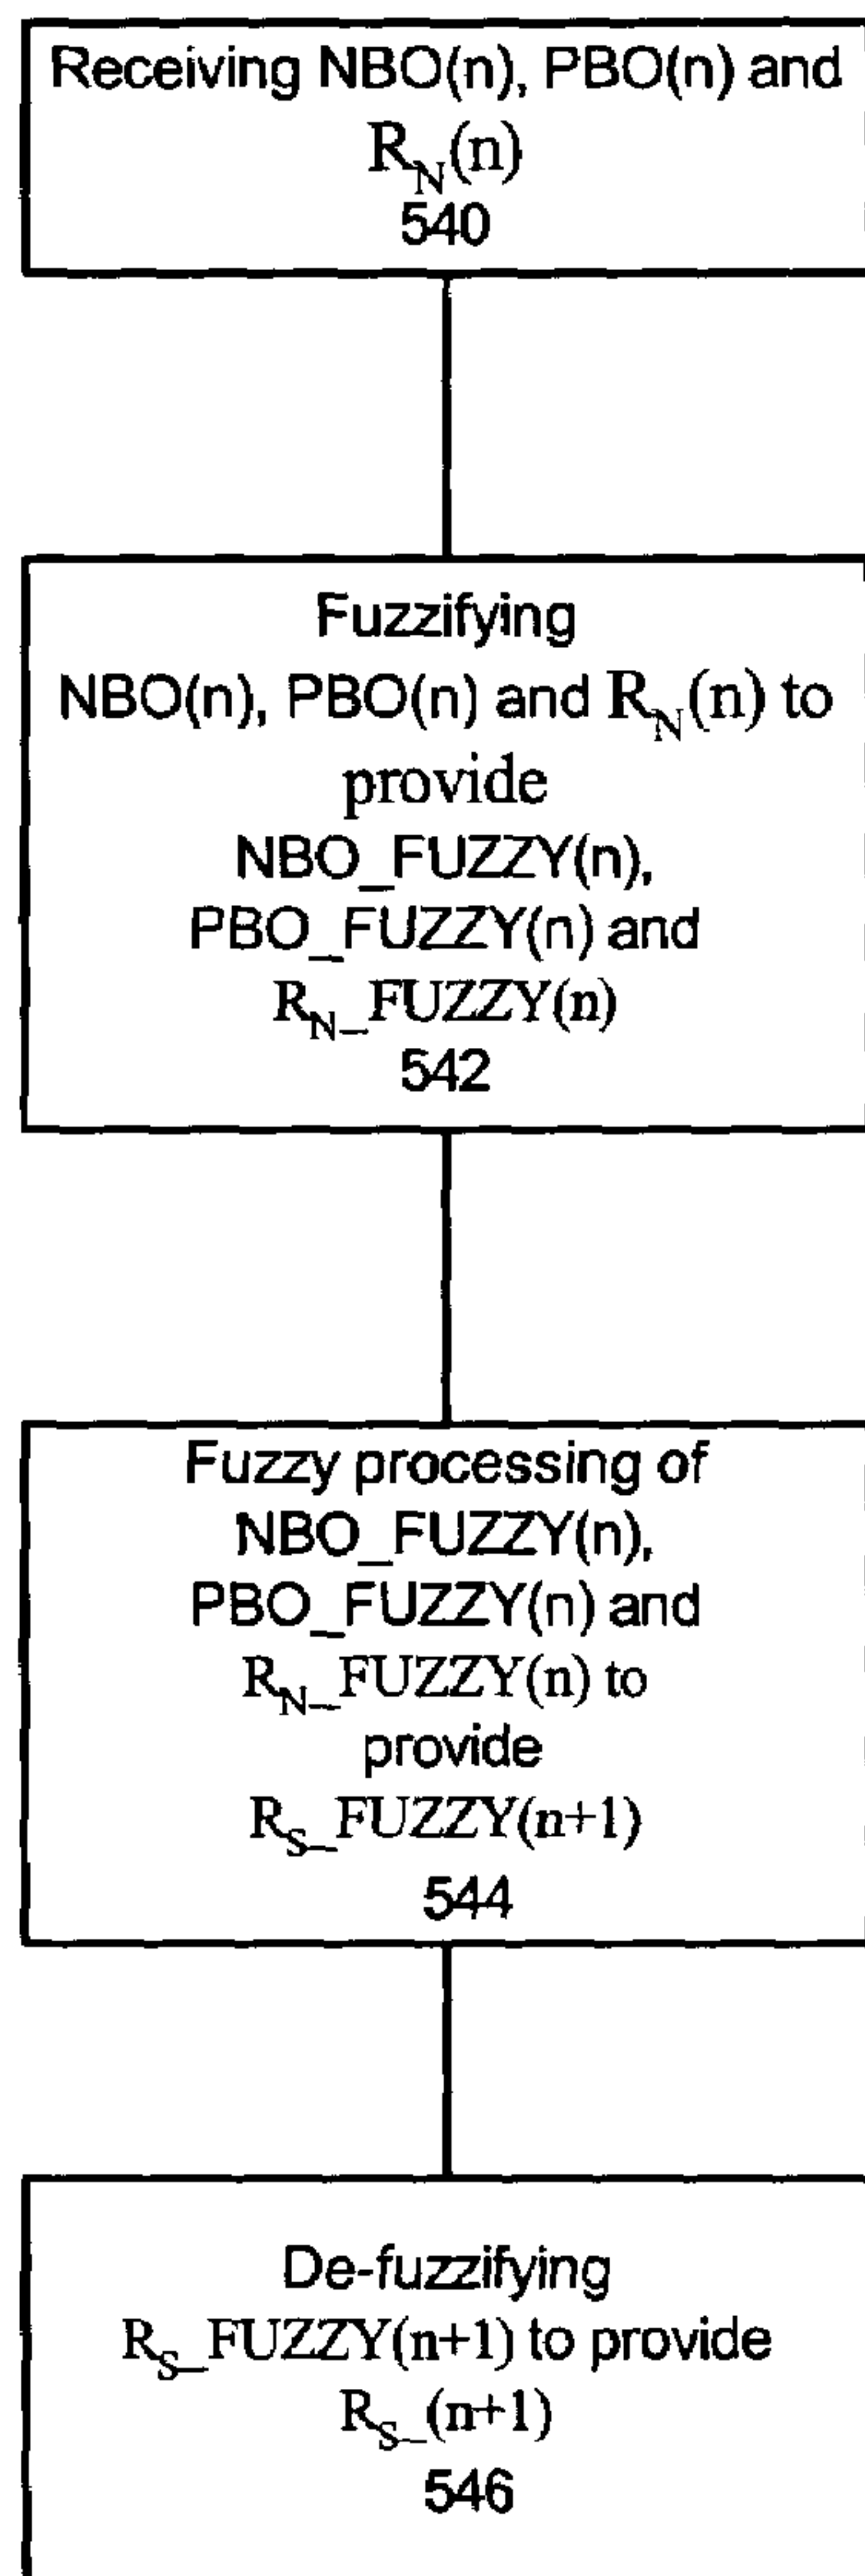 Receiving NBO(n), PBO(n) and
R_N(n)
540
Fuzzifying
NBO(n), PBO(n) and R_N(n) to
provide
NBO_FUZZY(n),
PBO_FUZZY(n) and
R_N_FUZZY(n)
542
Fuzzy processing of
NBO_FUZZY(n),
PBO_FUZZY(n) and
R_N_FUZZY(n) to
provide
R_S_FUZZY(n+1)
544
De-fuzzifying
R_S_FUZZY(n+1) to provide
R_S_(n+1)
546